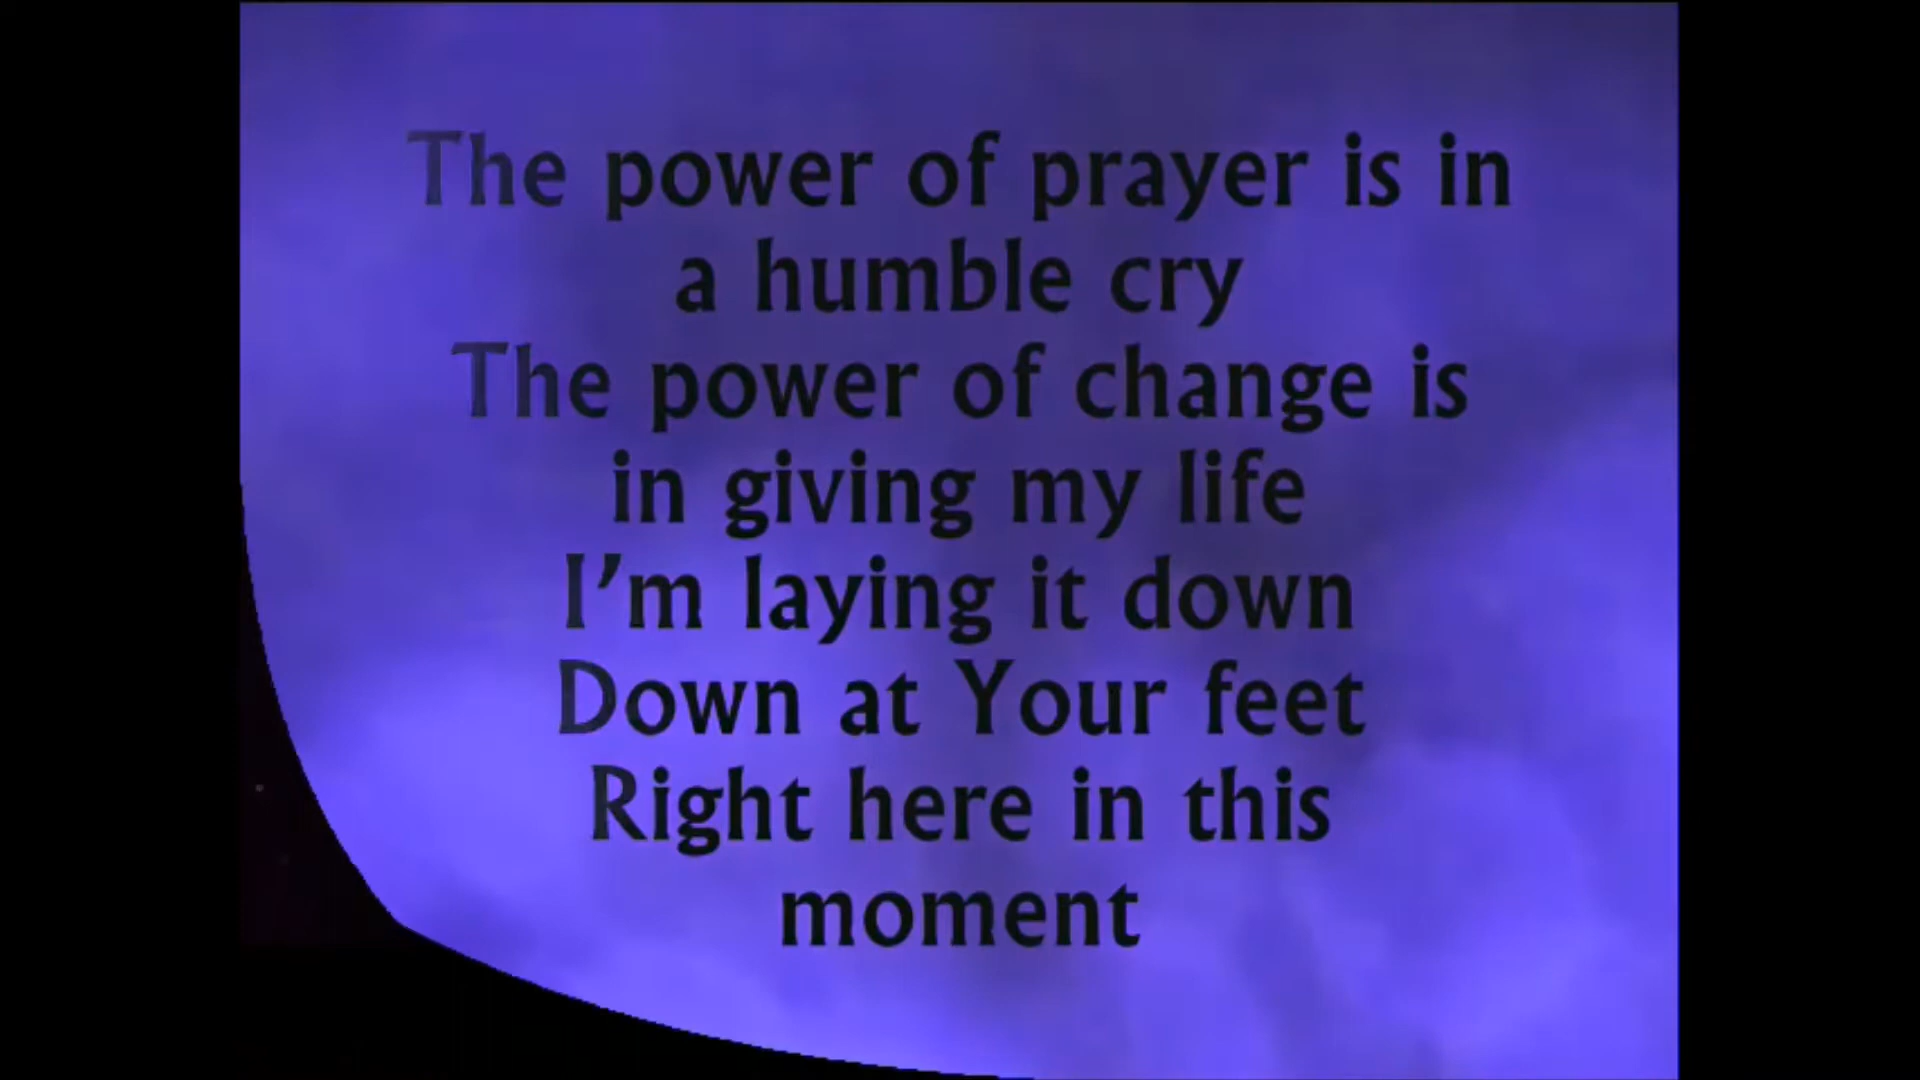 The power of prayer is in
a humble cry
The power of change is
in giving my life
I'm laying it down
Down at Your feet
Right here in this
moment